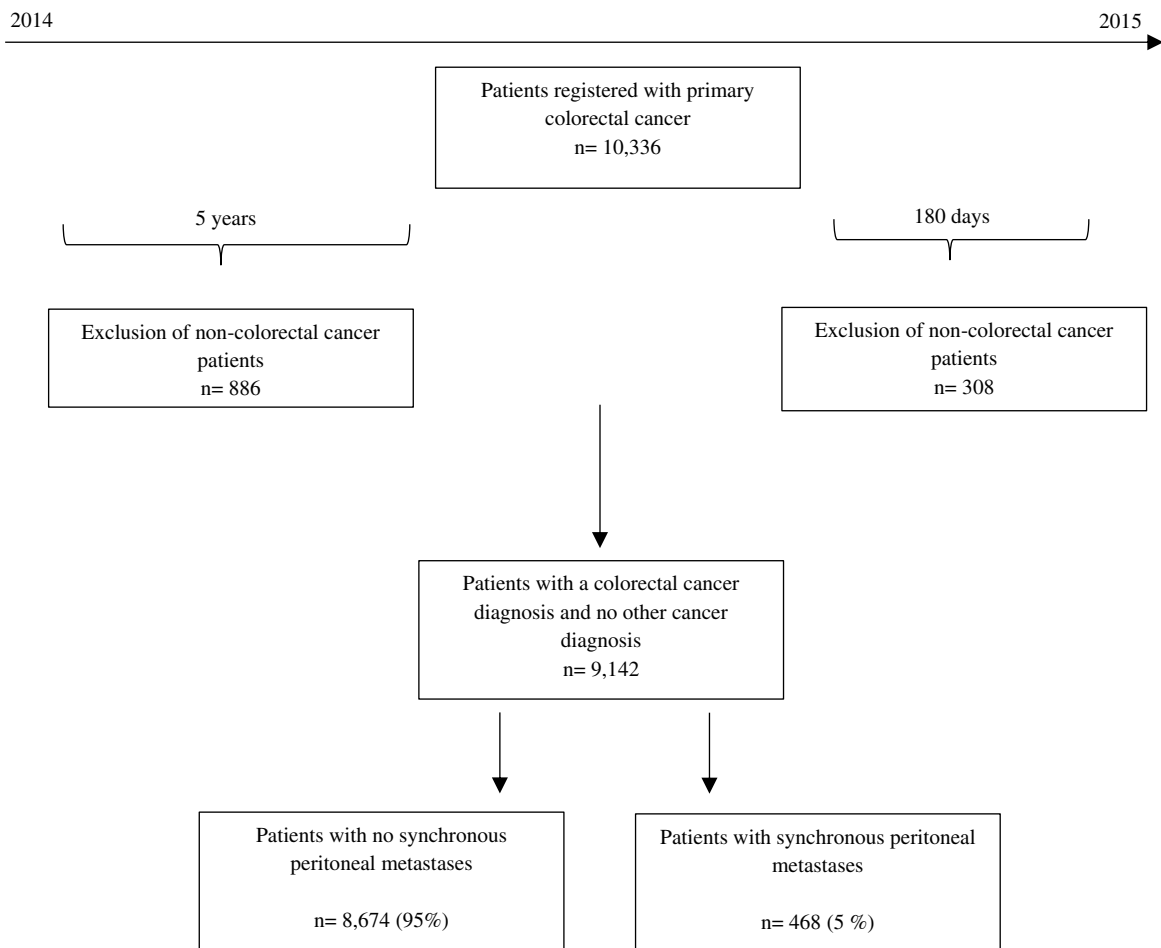 2014
2015
Patients registered with primary
colorectal cancer
n= 10,336
5 years
180 days
Exclusion of non-colorectal cancer
patients
n= 886
Exclusion of non-colorectal cancer
patients
n= 308
Patients with a colorectal cancer
diagnosis and no other cancer
diagnosis
n= 9,142
Patients with no synchronous
peritoneal metastases
n= 8,674 (95%)
Patients with synchronous peritoneal
metastases
n= 468 (5 %)